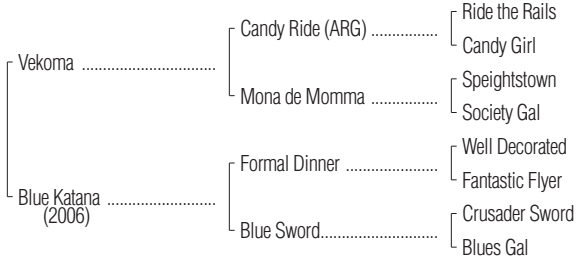 Ride the Rails
Candy Ride (ARG) ................
Candy Girl
Vekoma ................................
Speightstown
Mona de Momma ................
Society Gal
Well Decorated
Formal Dinner ......................
Fantastic Flyer
Blue Katana ..........................
(2006)
Crusader Sword
Blue Sword............................
Blues Gal